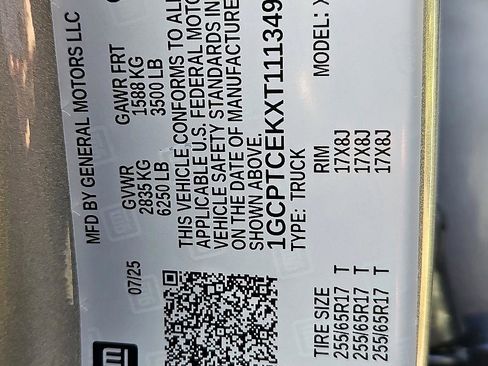 MFD BY GENERAL MOTORS LLC
07/25
GVWR
2835 KG
6250 LB
GAWR FRT
1588 KG
3500 LB
THIS VEHICLE CONFORMS TO ALL
APPLICABLE U.S. FEDERAL MOTO
VEHICLE SAFETY STANDARDS IN
ON THE DATE OF MANUFACTURE
SHOWN ABOVE.
1GCPTCEKXT111349
TYPE: TRUCK
MODEL:
TIRE SIZE
RIM
255/65R17 T
17X8J
255/65R17 T
17X8J
255/65R17 T
17X8J
gm